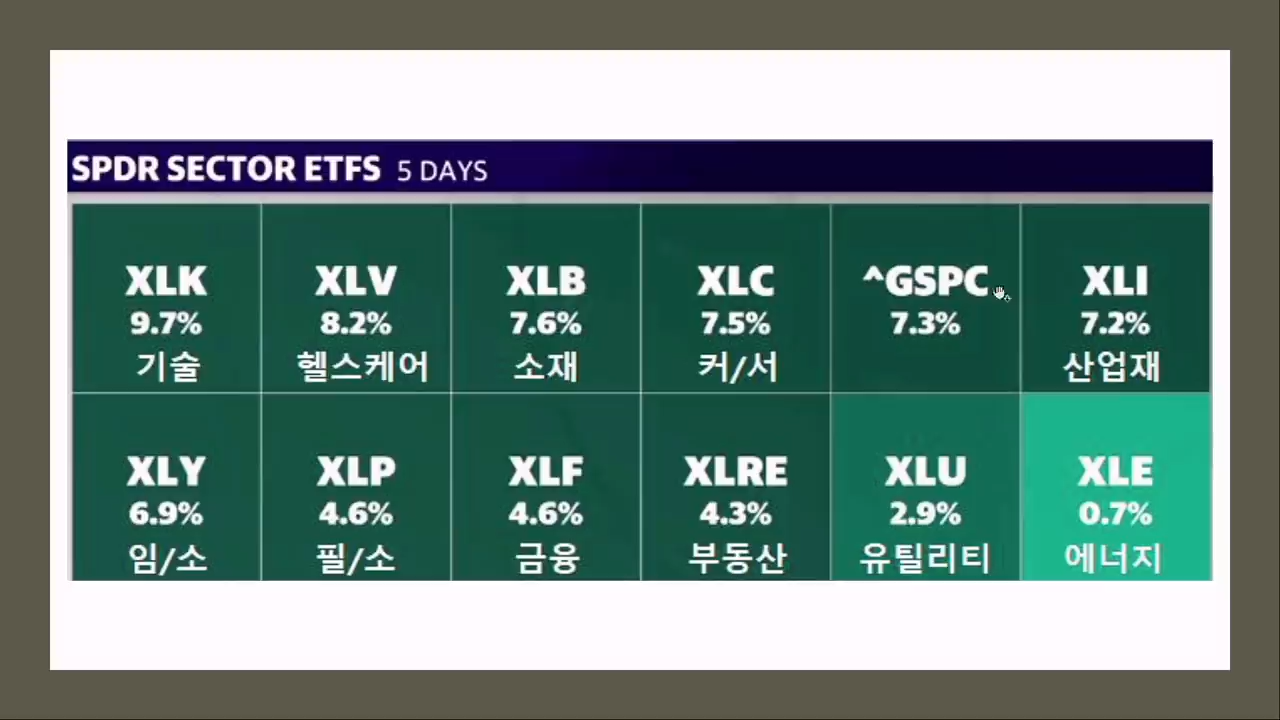 SPDR SECTOR ETFS 5 DAYS
XLK
9.7%
기술
XLV
8.2%
헬스케어
XLB
7.6%
소재
XLC
7.5%
커/서
^GSPC
7.3%
XLI
7.2%
산업재
XLY
6.9%
임/소
XLP
4.6%
필/소
XLF
4.6%
금융
XLRE
4.3%
부동산
XLU
2.9%
유틸리티
XLE
0.7%
에너지